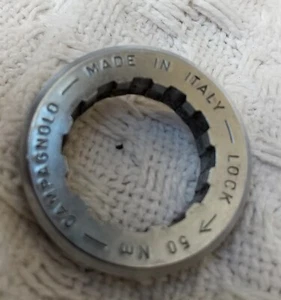 CAMPAGNOLO — MADE IN ITALY — LOCK → 50 Nm —